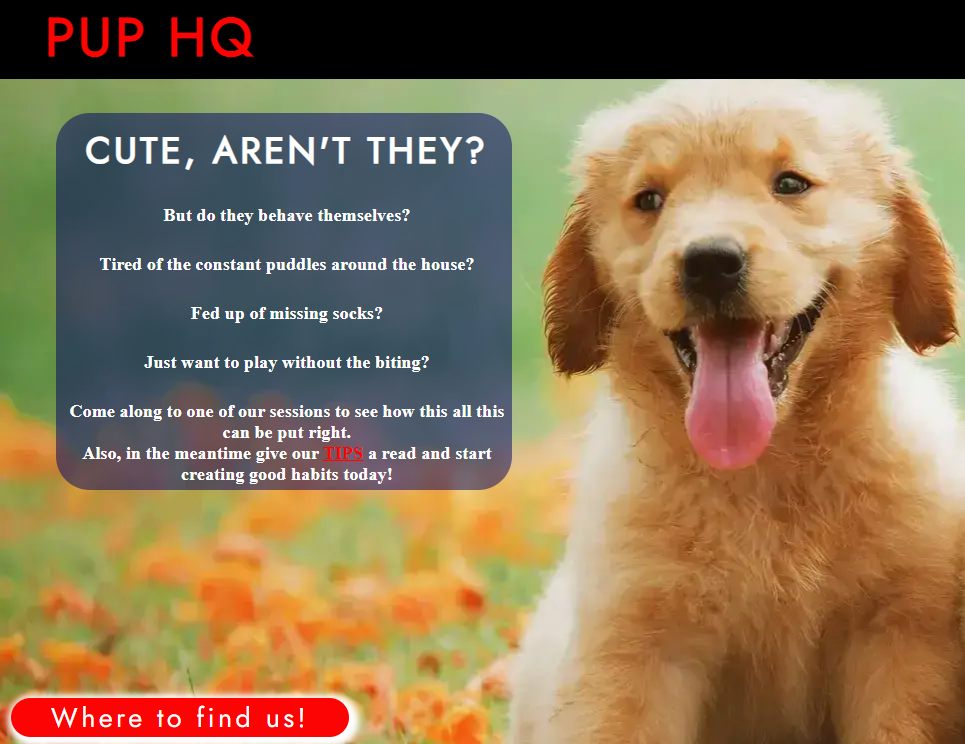 PUP HQ
CUTE, AREN'T THEY?
But do they behave themselves?
Tired of the constant puddles around the house?
Fed up of missing socks?
Just want to play without the biting?
Come along to one of our sessions to see how this all this
can be put right.
Also, in the meantime give our TIPS a read and start
creating good habits today!
Where to find us!